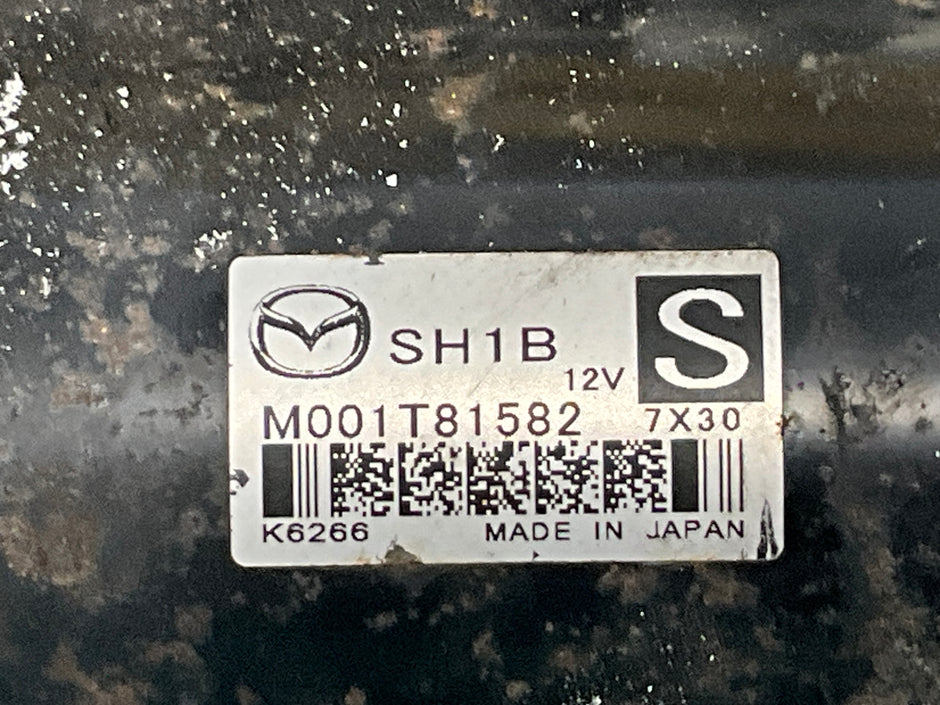 SH1B
S
12V
M001T81582 7X30
K6266 MADE IN JAPAN